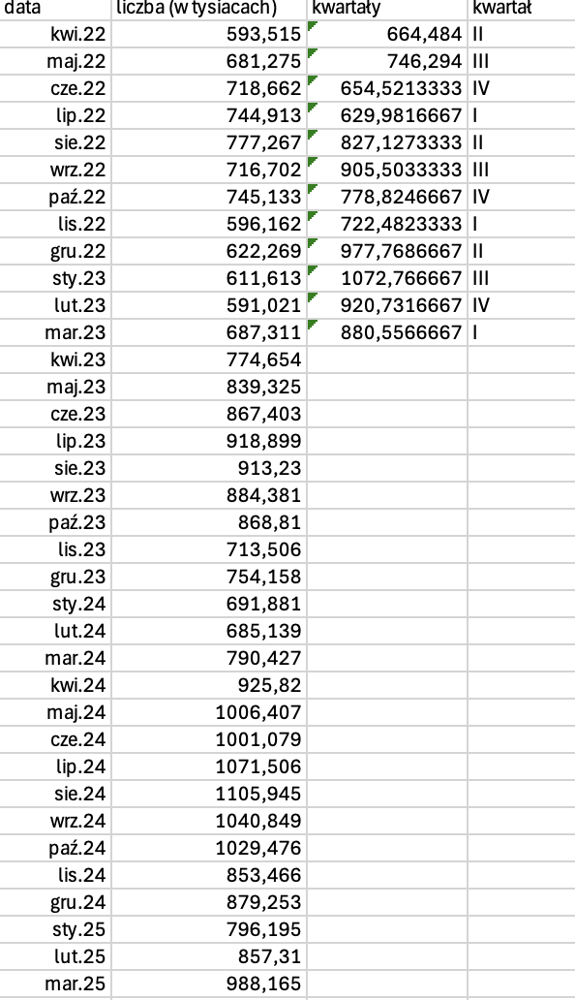 data liczba (w tysiacach) kwartały kwartał
kwi.22 593,515 664,484 II
maj.22 681,275 746,294 III
cze.22 718,662 654,5213333 IV
lip.22 744,913 629,9816667 I
sie.22 777,267 827,1273333 II
wrz.22 716,702 905,5033333 III
paź.22 745,133 778,8246667 IV
lis.22 596,162 722,4823333 I
gru.22 622,269 977,7686667 II
sty.23 611,613 1072,766667 III
lut.23 591,021 920,7316667 IV
mar.23 687,311 880,5566667 I
kwi.23 774,654
maj.23 839,325
cze.23 867,403
lip.23 918,899
sie.23 913,23
wrz.23 884,381
paź.23 868,81
lis.23 713,506
gru.23 754,158
sty.24 691,881
lut.24 685,139
mar.24 790,427
kwi.24 925,82
maj.24 1006,407
cze.24 1001,079
lip.24 1071,506
sie.24 1105,945
wrz.24 1040,849
paź.24 1029,476
lis.24 853,466
gru.24 879,253
sty.25 796,195
lut.25 857,31
mar.25 988,165